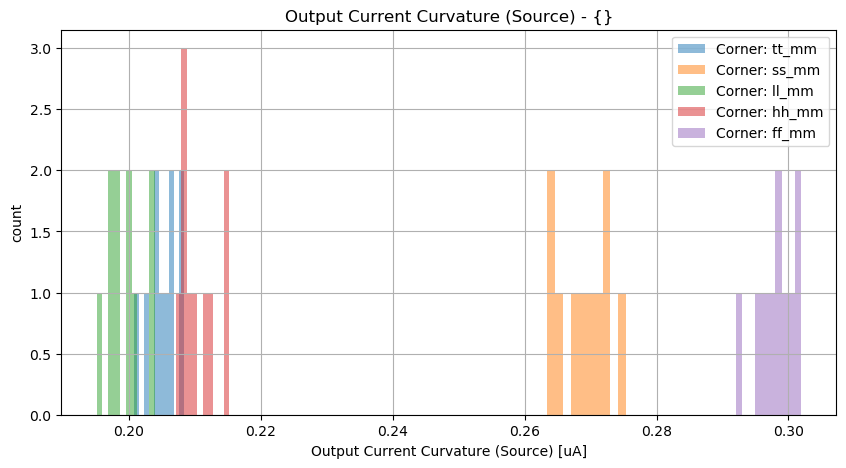 Output Current Curvature (Source) - {}
Corner: tt_mm
Corner: ss_mm
Corner: ll_mm
Corner: hh_mm
Corner: ff_mm
count
3.0
2.5
2.0
1.5
1.0
0.5
0.0
0.20 0.22 0.24 0.26 0.28 0.30
Output Current Curvature (Source) [uA]